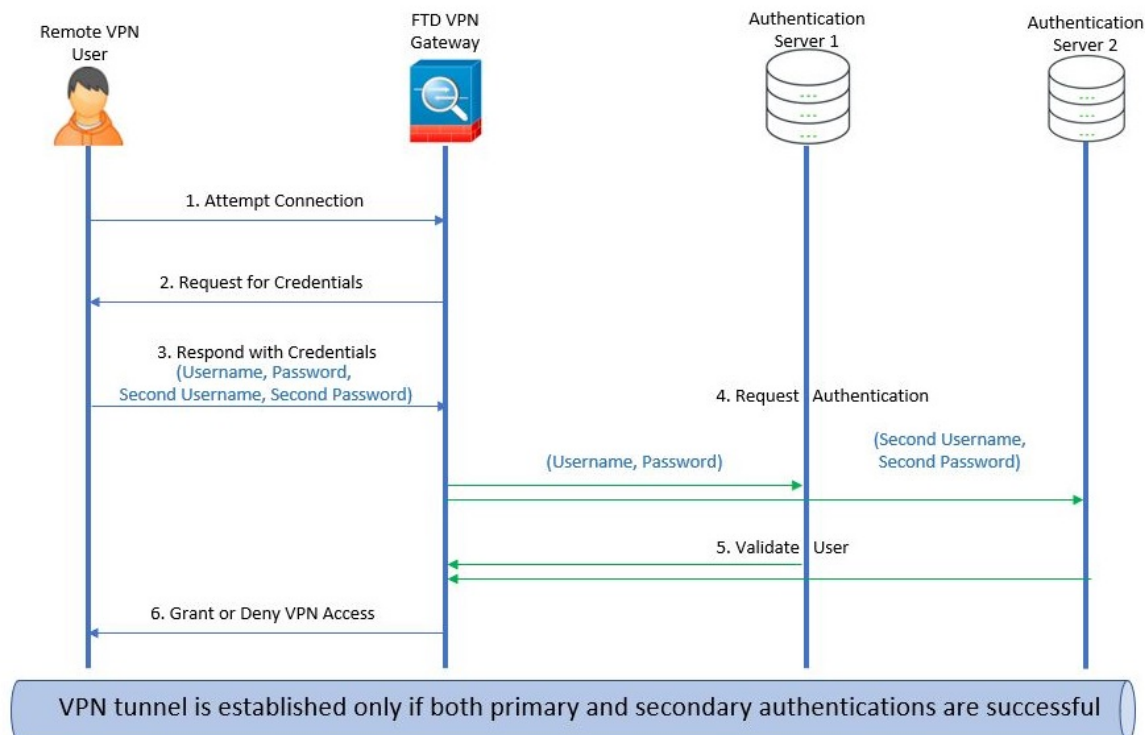 Remote VPN
User
FTD VPN
Gateway
Authentication
Server 1
Authentication
Server 2
1. Attempt Connection
2. Request for Credentials
3. Respond with Credentials
(Username, Password,
Second Username, Second Password)
4. Request Authentication
(Username, Password)
(Second Username,
Second Password)
5. Validate User
6. Grant or Deny VPN Access
VPN tunnel is established only if both primary and secondary authentications are successful